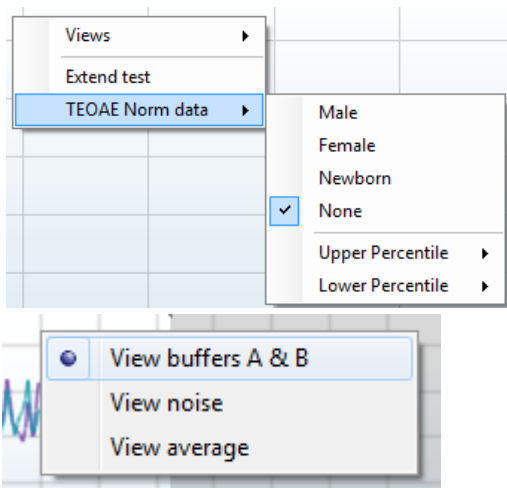 Views
Extend test
TEOAE Norm data
Male
Female
Newborn
None
Upper Percentile
Lower Percentile
View buffers A & B
View noise
View average